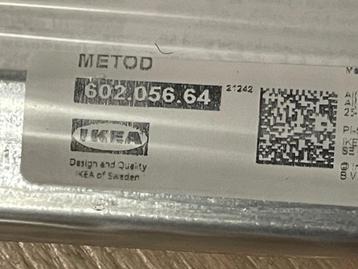 METOD
602.056.64
21242
IKEA
Design and Quality
IKEA of Sweden